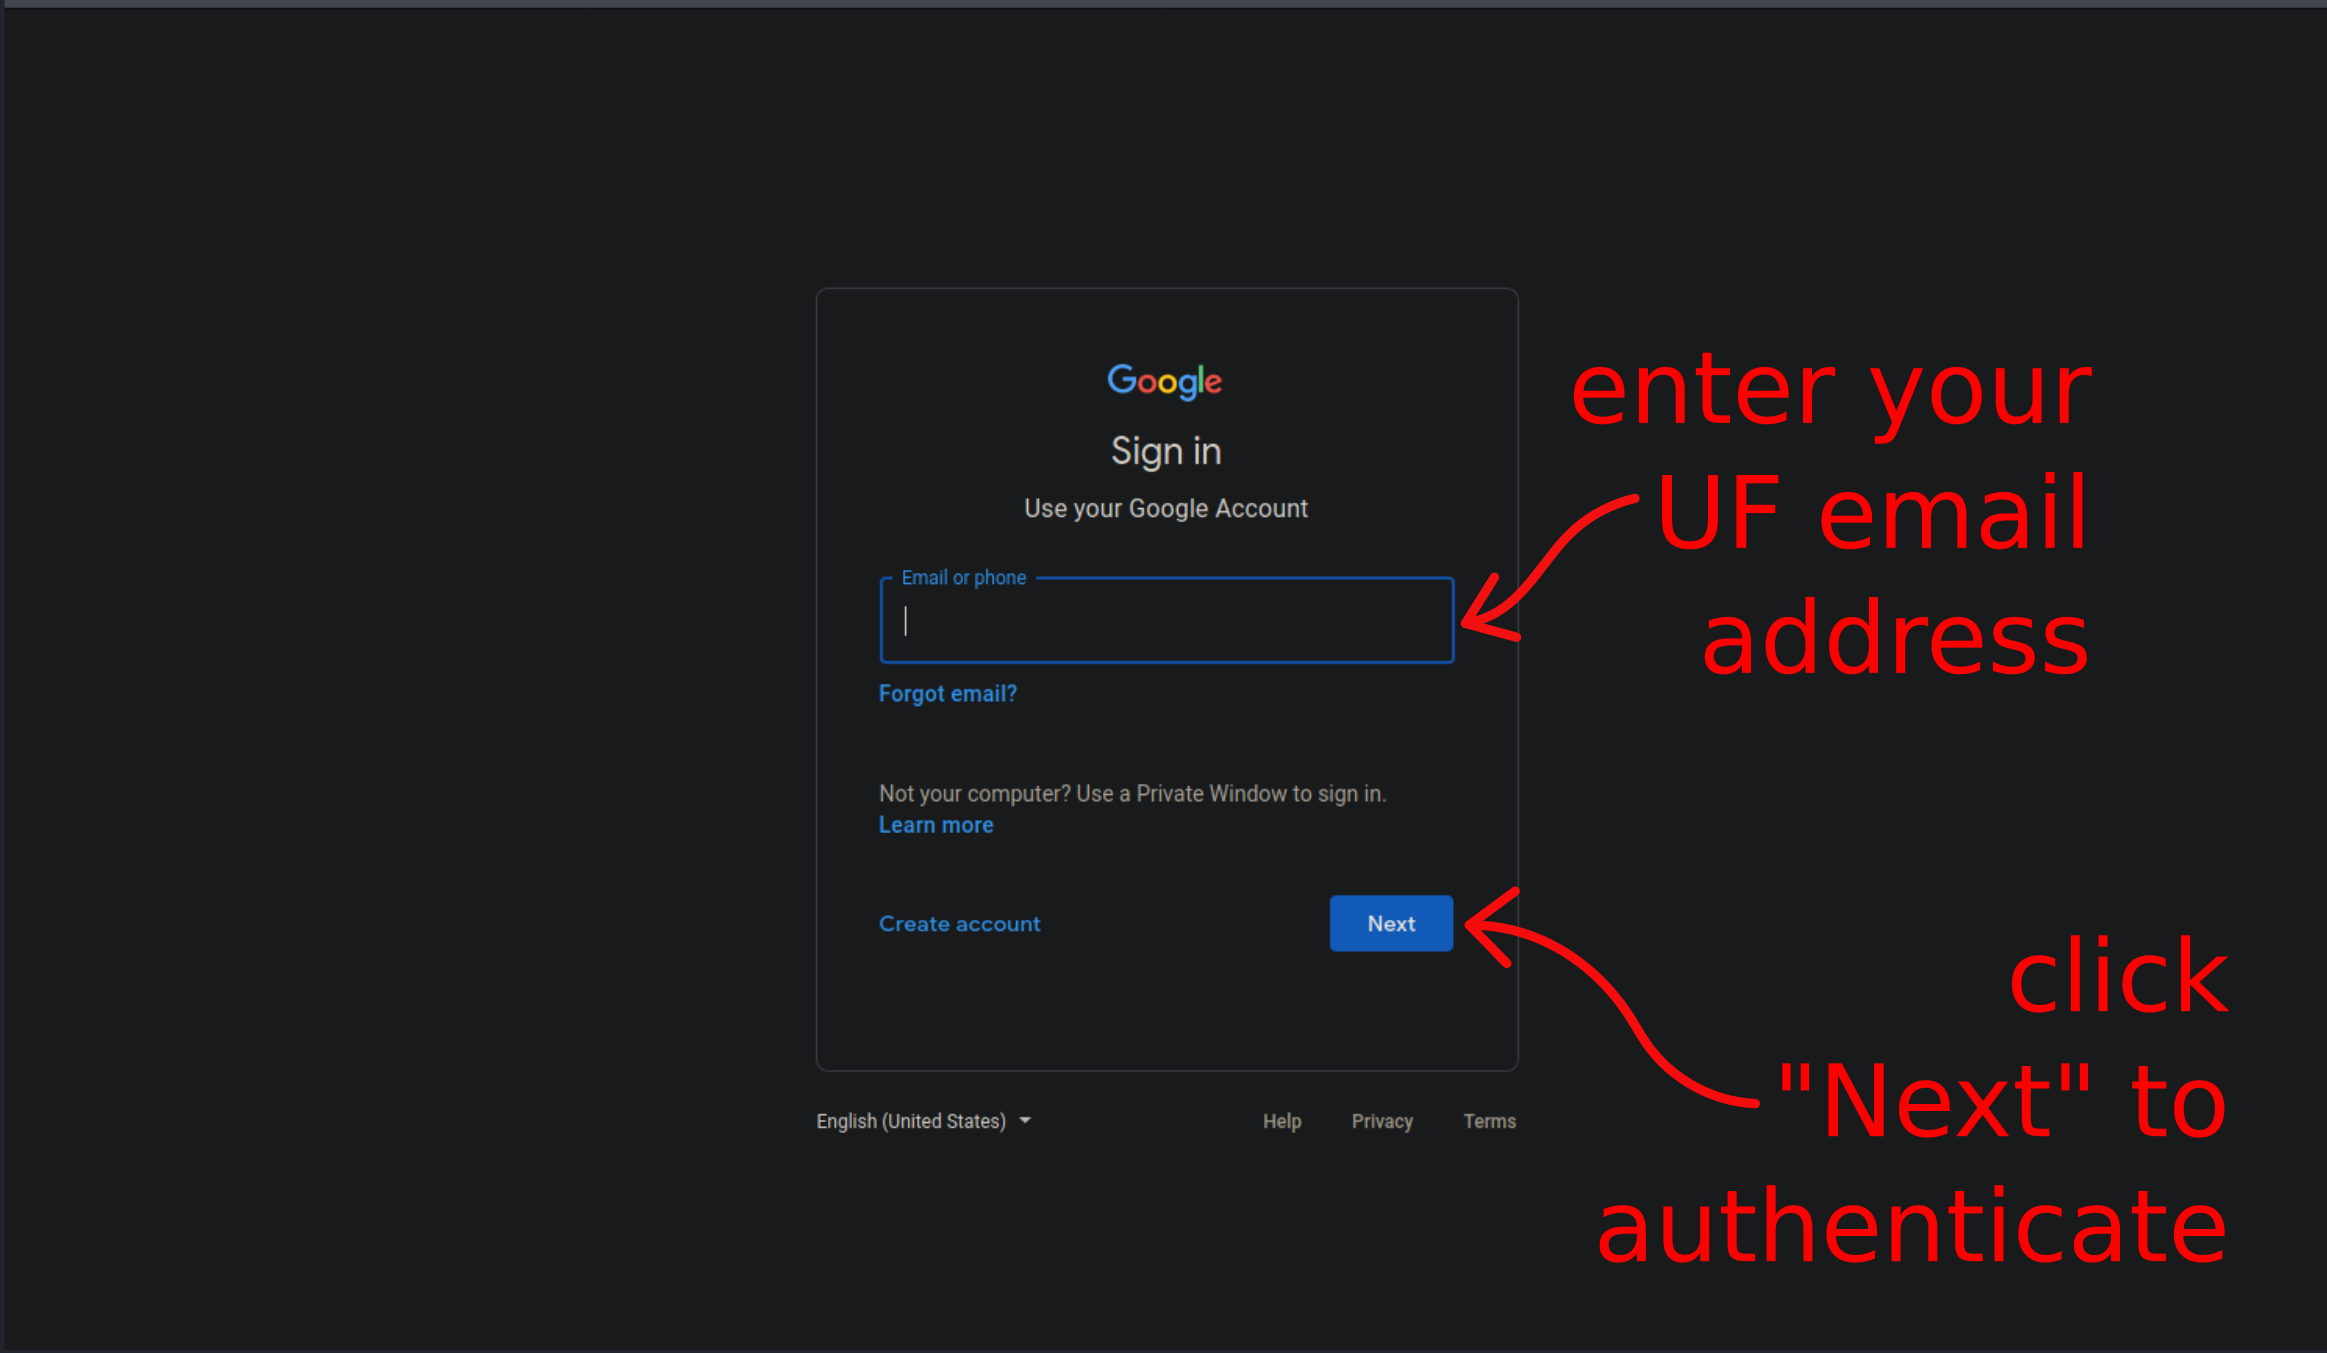 Google
Sign in
Use your Google Account
Email or phone
Forgot email?
Not your computer? Use a Private Window to sign in.
Learn more
Create account
Next
English (United States)
Help Privacy Terms
enter your
UF email
address
click
"Next" to
authenticate